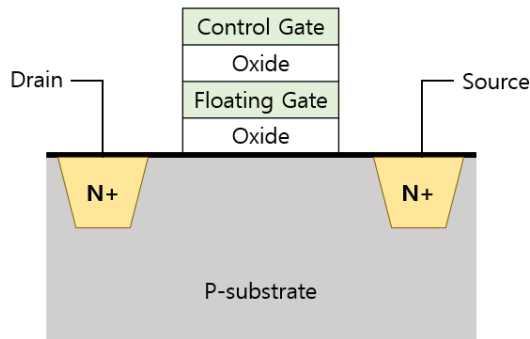 Control Gate
Oxide
Drain
Source
Floating Gate
Oxide
N+
N+
P-substrate